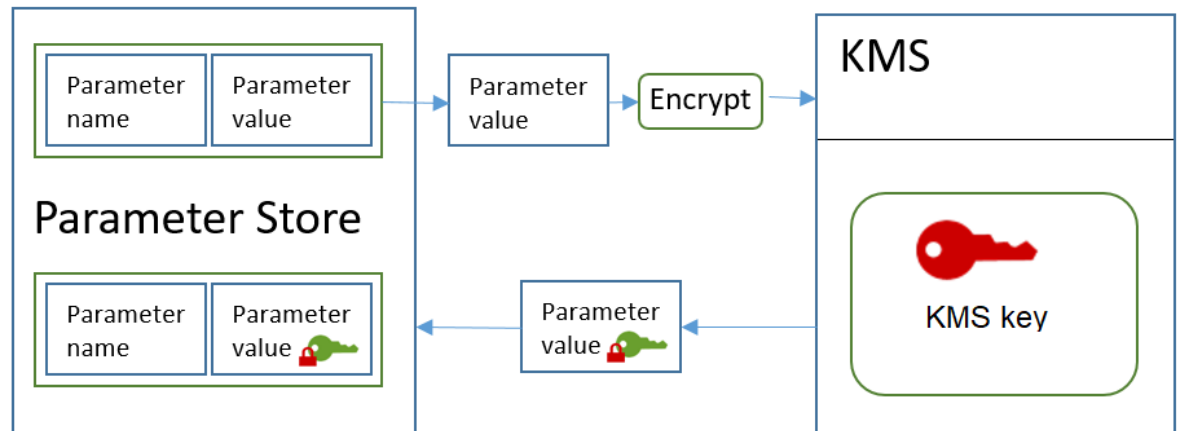 Parameter
name
Parameter
value
Parameter
value
Encrypt
KMS
Parameter Store
KMS key
Parameter
name
Parameter
value
Parameter
value